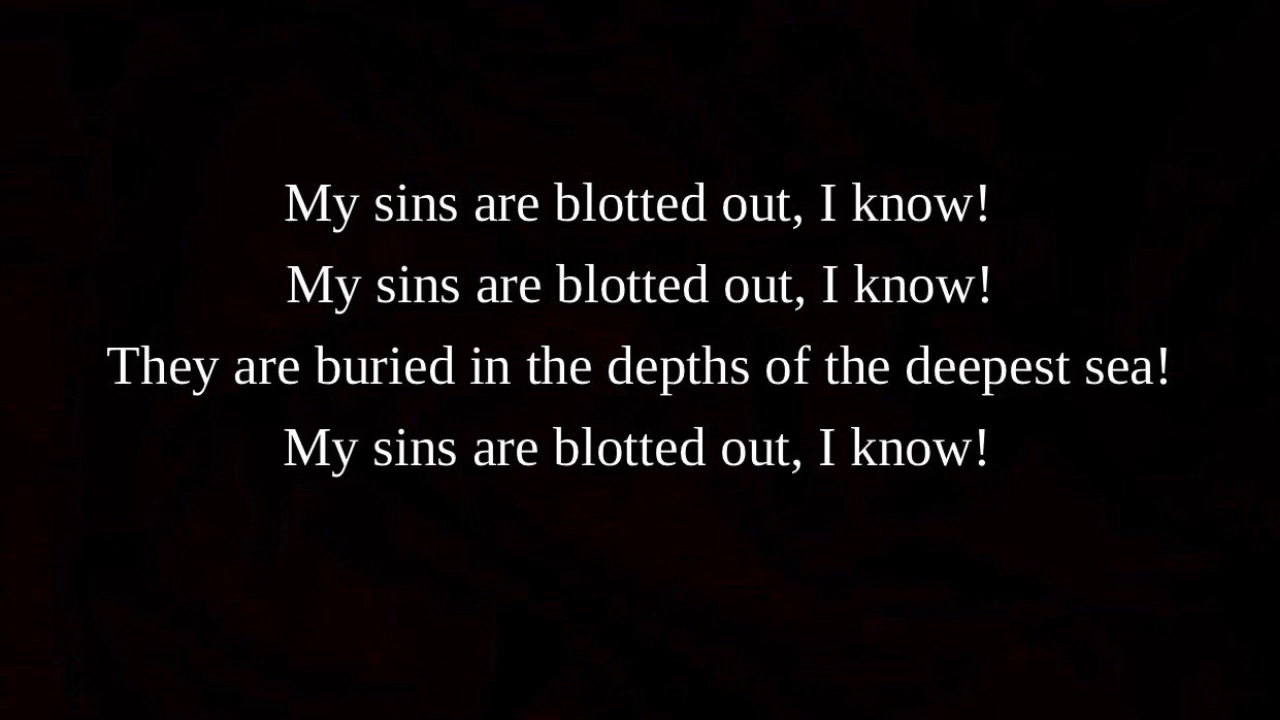 My sins are blotted out, I know!
My sins are blotted out, I know!
They are buried in the depths of the deepest sea!
My sins are blotted out, I know!